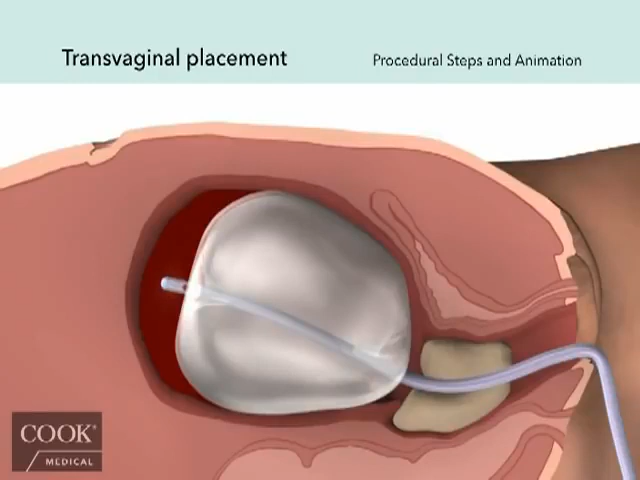 Transvaginal placement
Procedural Steps and Animation
COOK®
MEDICAL